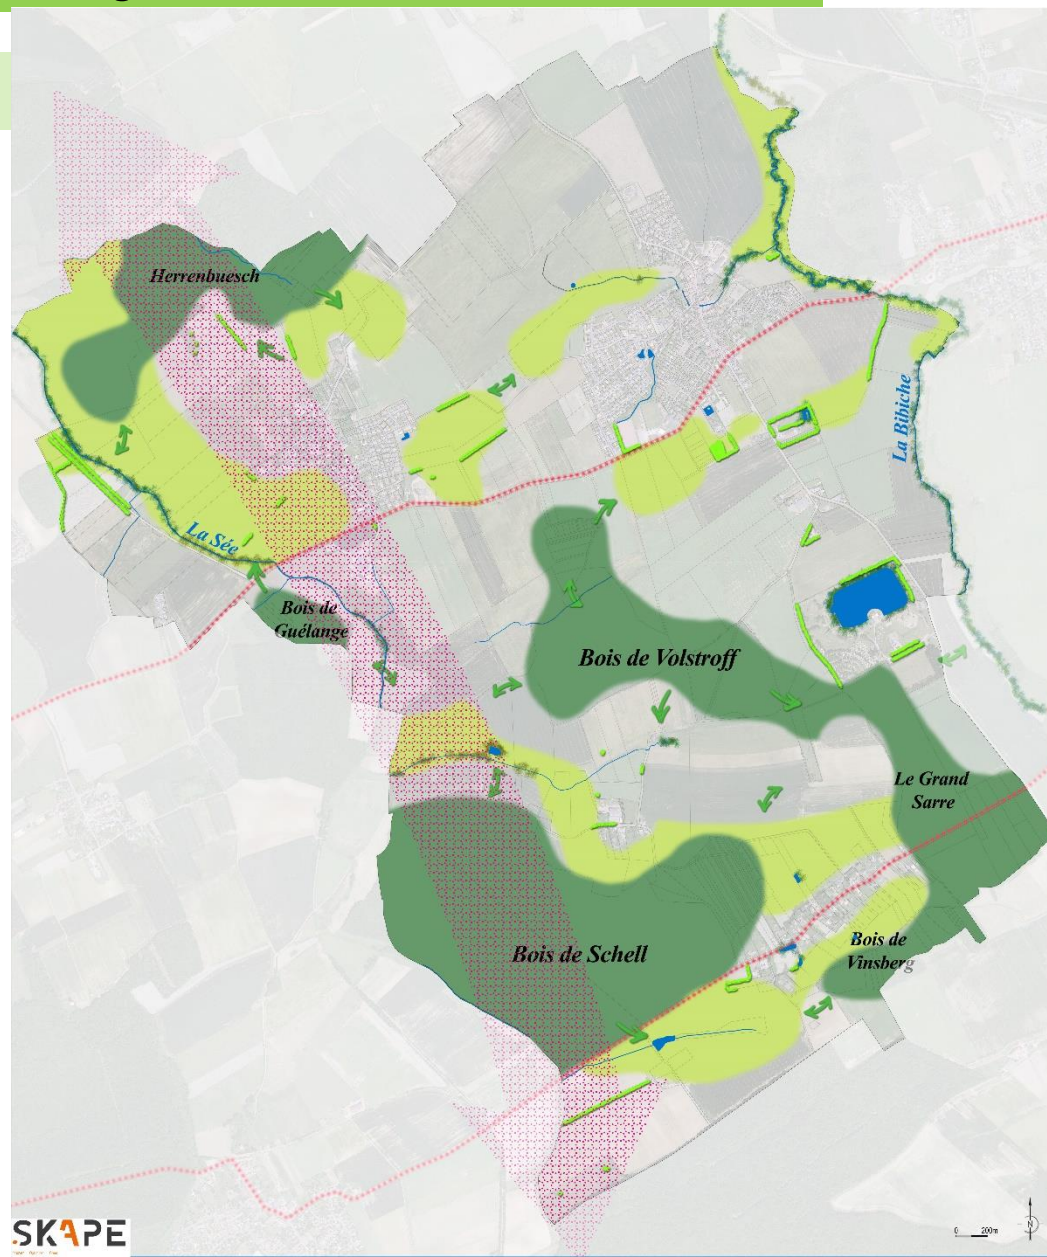 Herrenbuesch
La Bibiche
La Sée
Bois de
Guélange
Bois de Volstroff
Le Grand
Sarre
Bois de Schell
Bois de
Vinsberg
0 200m
N
SKAPE